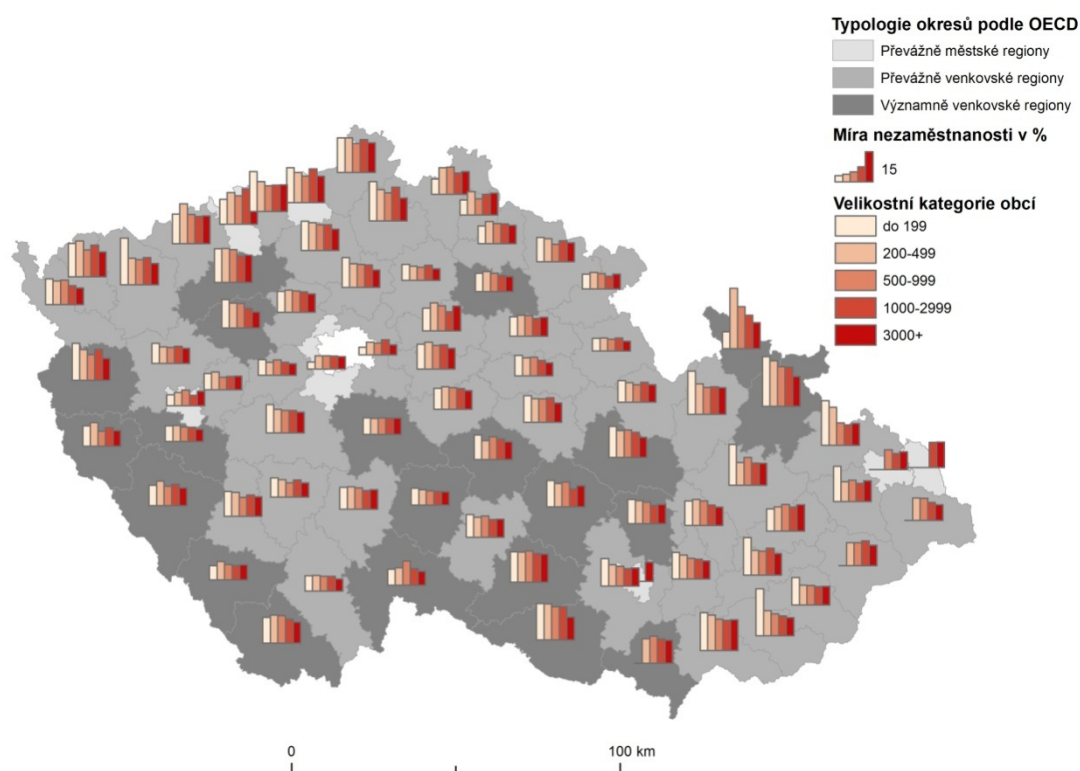 Typologie okresů podle OECD
Převážně městské regiony
Převážně venkovské regiony
Významně venkovské regiony
Míra nezaměstnanosti v %
15
Velikostní kategorie obcí
do 199
200-499
500-999
1000-2999
3000+
0 100 km